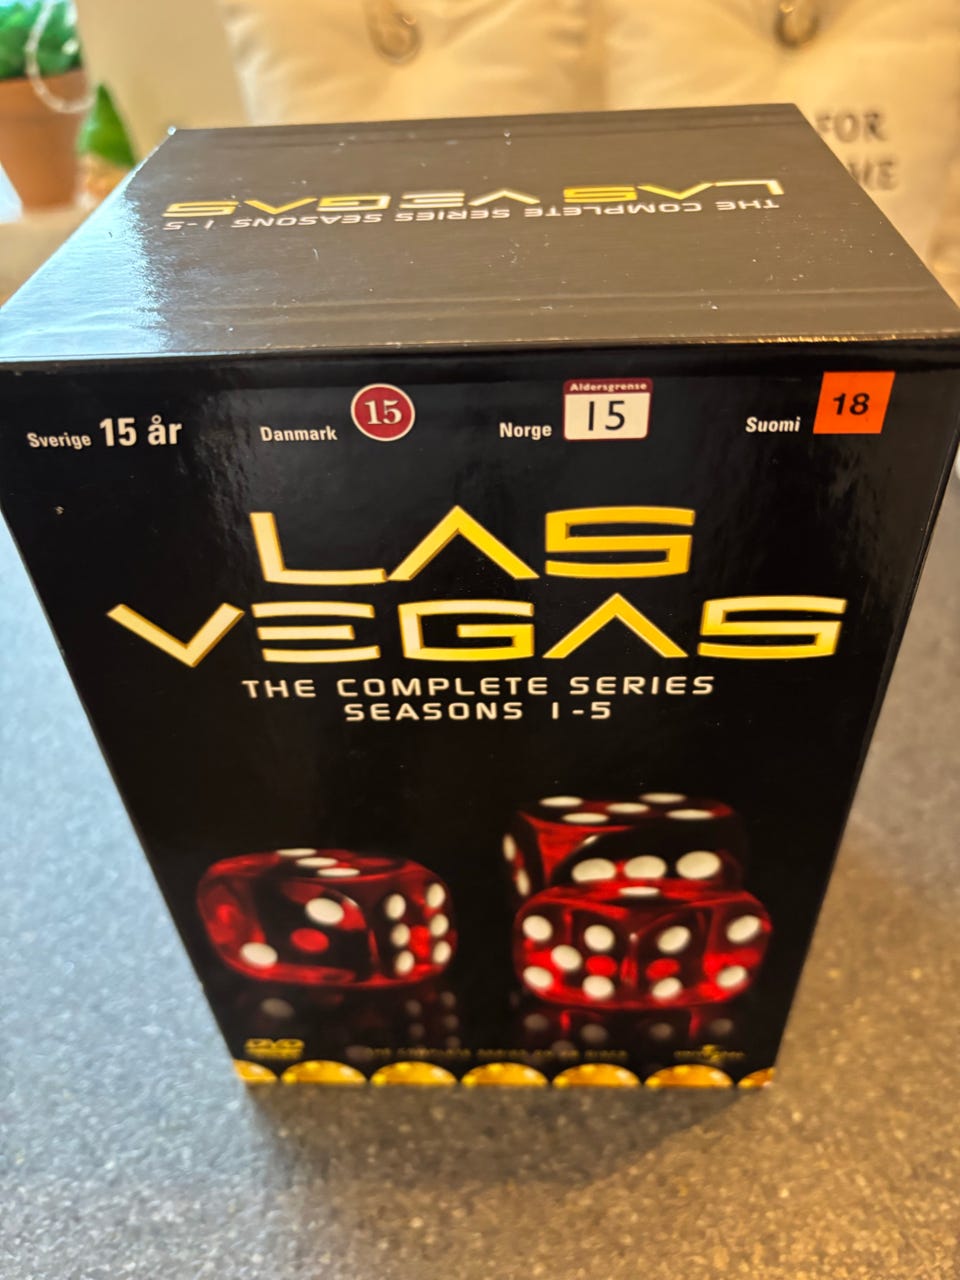 FOR
LAS VEGAS
THE COMPLETE SERIES SEASONS 1-5
Sverige 15 år
Danmark 15
Norge Aldersgrense 15
Suomi 18
LAS
VEGAS
THE COMPLETE SERIES
SEASONS 1-5
DVD